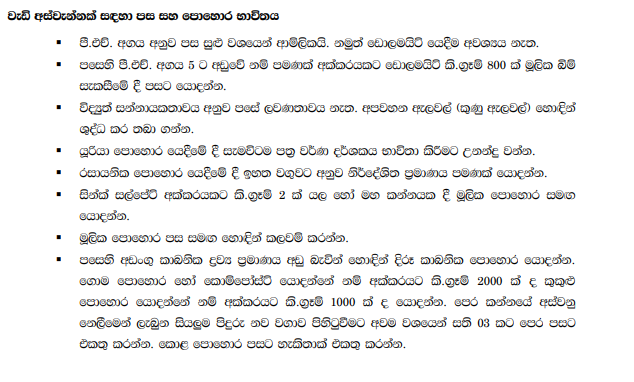 වැඩි අස්වැන්නක් සඳහා පස සහ පොහොර භාවිතය
▪ පී.එච්. අගය අනුව පස සුළු වශයෙන් ආම්ලිකයි. නමුත් ඩොලමයිට් යෙදීම අවශ්‍යය නැත.
▪ පසෙහි පී.එච්. අගය 5 ට අඩුවේ නම් පමණක් අක්කරයකට ඩොලමයිට් කි.ග්‍රෑම් 800 ක් මූලික බිම්
සැකසීමේ දී පසට යොදන්න.
▪ විද්‍යුත් සන්නායකතාවය අනුව පසේ ලවණතාවය නැත. අපවහන ඇලවල් (කුණු ඇලවල්) හොඳින්
ශුද්ධ කර තබා ගන්න.
▪ යූරියා පොහොර යෙදීමේ දී සැමවිටම පත්‍ර වර්ණ දර්ශකය භාවිතා කිරීමට උනන්දු වන්න.
▪ රසායනික පොහොර යෙදීමේ දී ඉහත වගුවට අනුව නිර්දේශිත ප්‍රමාණය පමණක් යොදන්න.
▪ සින්ක් සල්ෆේට් අක්කරයකට කි.ග්‍රෑම් 2 ක් යල හෝ මහ කන්නයක දී මූලික පොහොර සමඟ
යොදන්න.
▪ මූලික පොහොර පස සමඟ හොඳින් කලවම් කරන්න.
▪ පසෙහි අඩංගු කාබනික ද්‍රව්‍ය ප්‍රමාණය අඩු බැවින් හොඳින් දිරූ කාබනික පොහොර යොදන්න.
ගොම පොහොර හෝ කොම්පෝස්ට් යොදන්නේ නම් අක්කරයට කි.ග්‍රෑම් 2000 ක් ද කුකුළු
පොහොර යොදන්නේ නම් අක්කරයට කි.ග්‍රෑම් 1000 ක් ද යොදන්න. පෙර කන්නයේ අස්වනු
නෙලීමෙන් ලැබුන සියලුම පිදුරු නව වගාව පිහිටුවීමට අවම වශයෙන් සති 03 කට පෙර පසට
එකතු කරන්න. කොළ පොහොර පසට හැකිතාක් එකතු කරන්න.